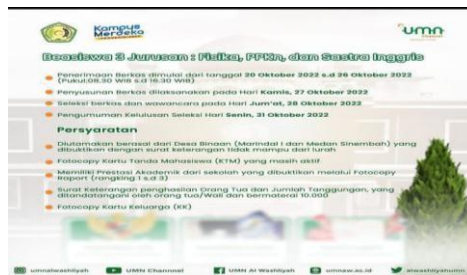 Kampus
Merdeka
UMN
Beasiswa 3 Jurusan : Fisika, PPKn, dan Sastra Inggris
Penerimaan Berkas dimulai dari tanggal 20 Oktober 2022 s.d 26 Oktober 2022
(Pukul:08.30 WIB s.d 16.30 WIB)
Penyusunan Berkas dilaksanakan pada Hari Kamis, 27 Oktober 2022
Seleksi berkas dan wawancara pada Hari Jum'at, 28 Oktober 2022
Pengumuman Kelulusan Seleksi Hari Senin, 31 Oktober 2022
Persyaratan
Diutamakan berasal dari Desa Binaan (Marindal I dan Medan Sinembah) yang
dibuktikan dengan surat keterangan tidak mampu dari lurah
Fotocopy Kartu Tanda Mahasiswa (KTM) yang masih aktif
Memiliki Prestasi Akademik dari sekolah yang dibuktikan melalui Fotocopy
Raport (rangking 1 s.d 3)
Surat Keterangan penghasilan Orang Tua dan Jumlah Tanggungan, yang
ditandatangani oleh orang tua/Wali dan bermaterai 10.000
Fotocopy Kartu Keluarga (KK)
umnalwashliyah
UMN Channel
UMN Al Washliyah
umnaw.ac.id
alwashliyahumn